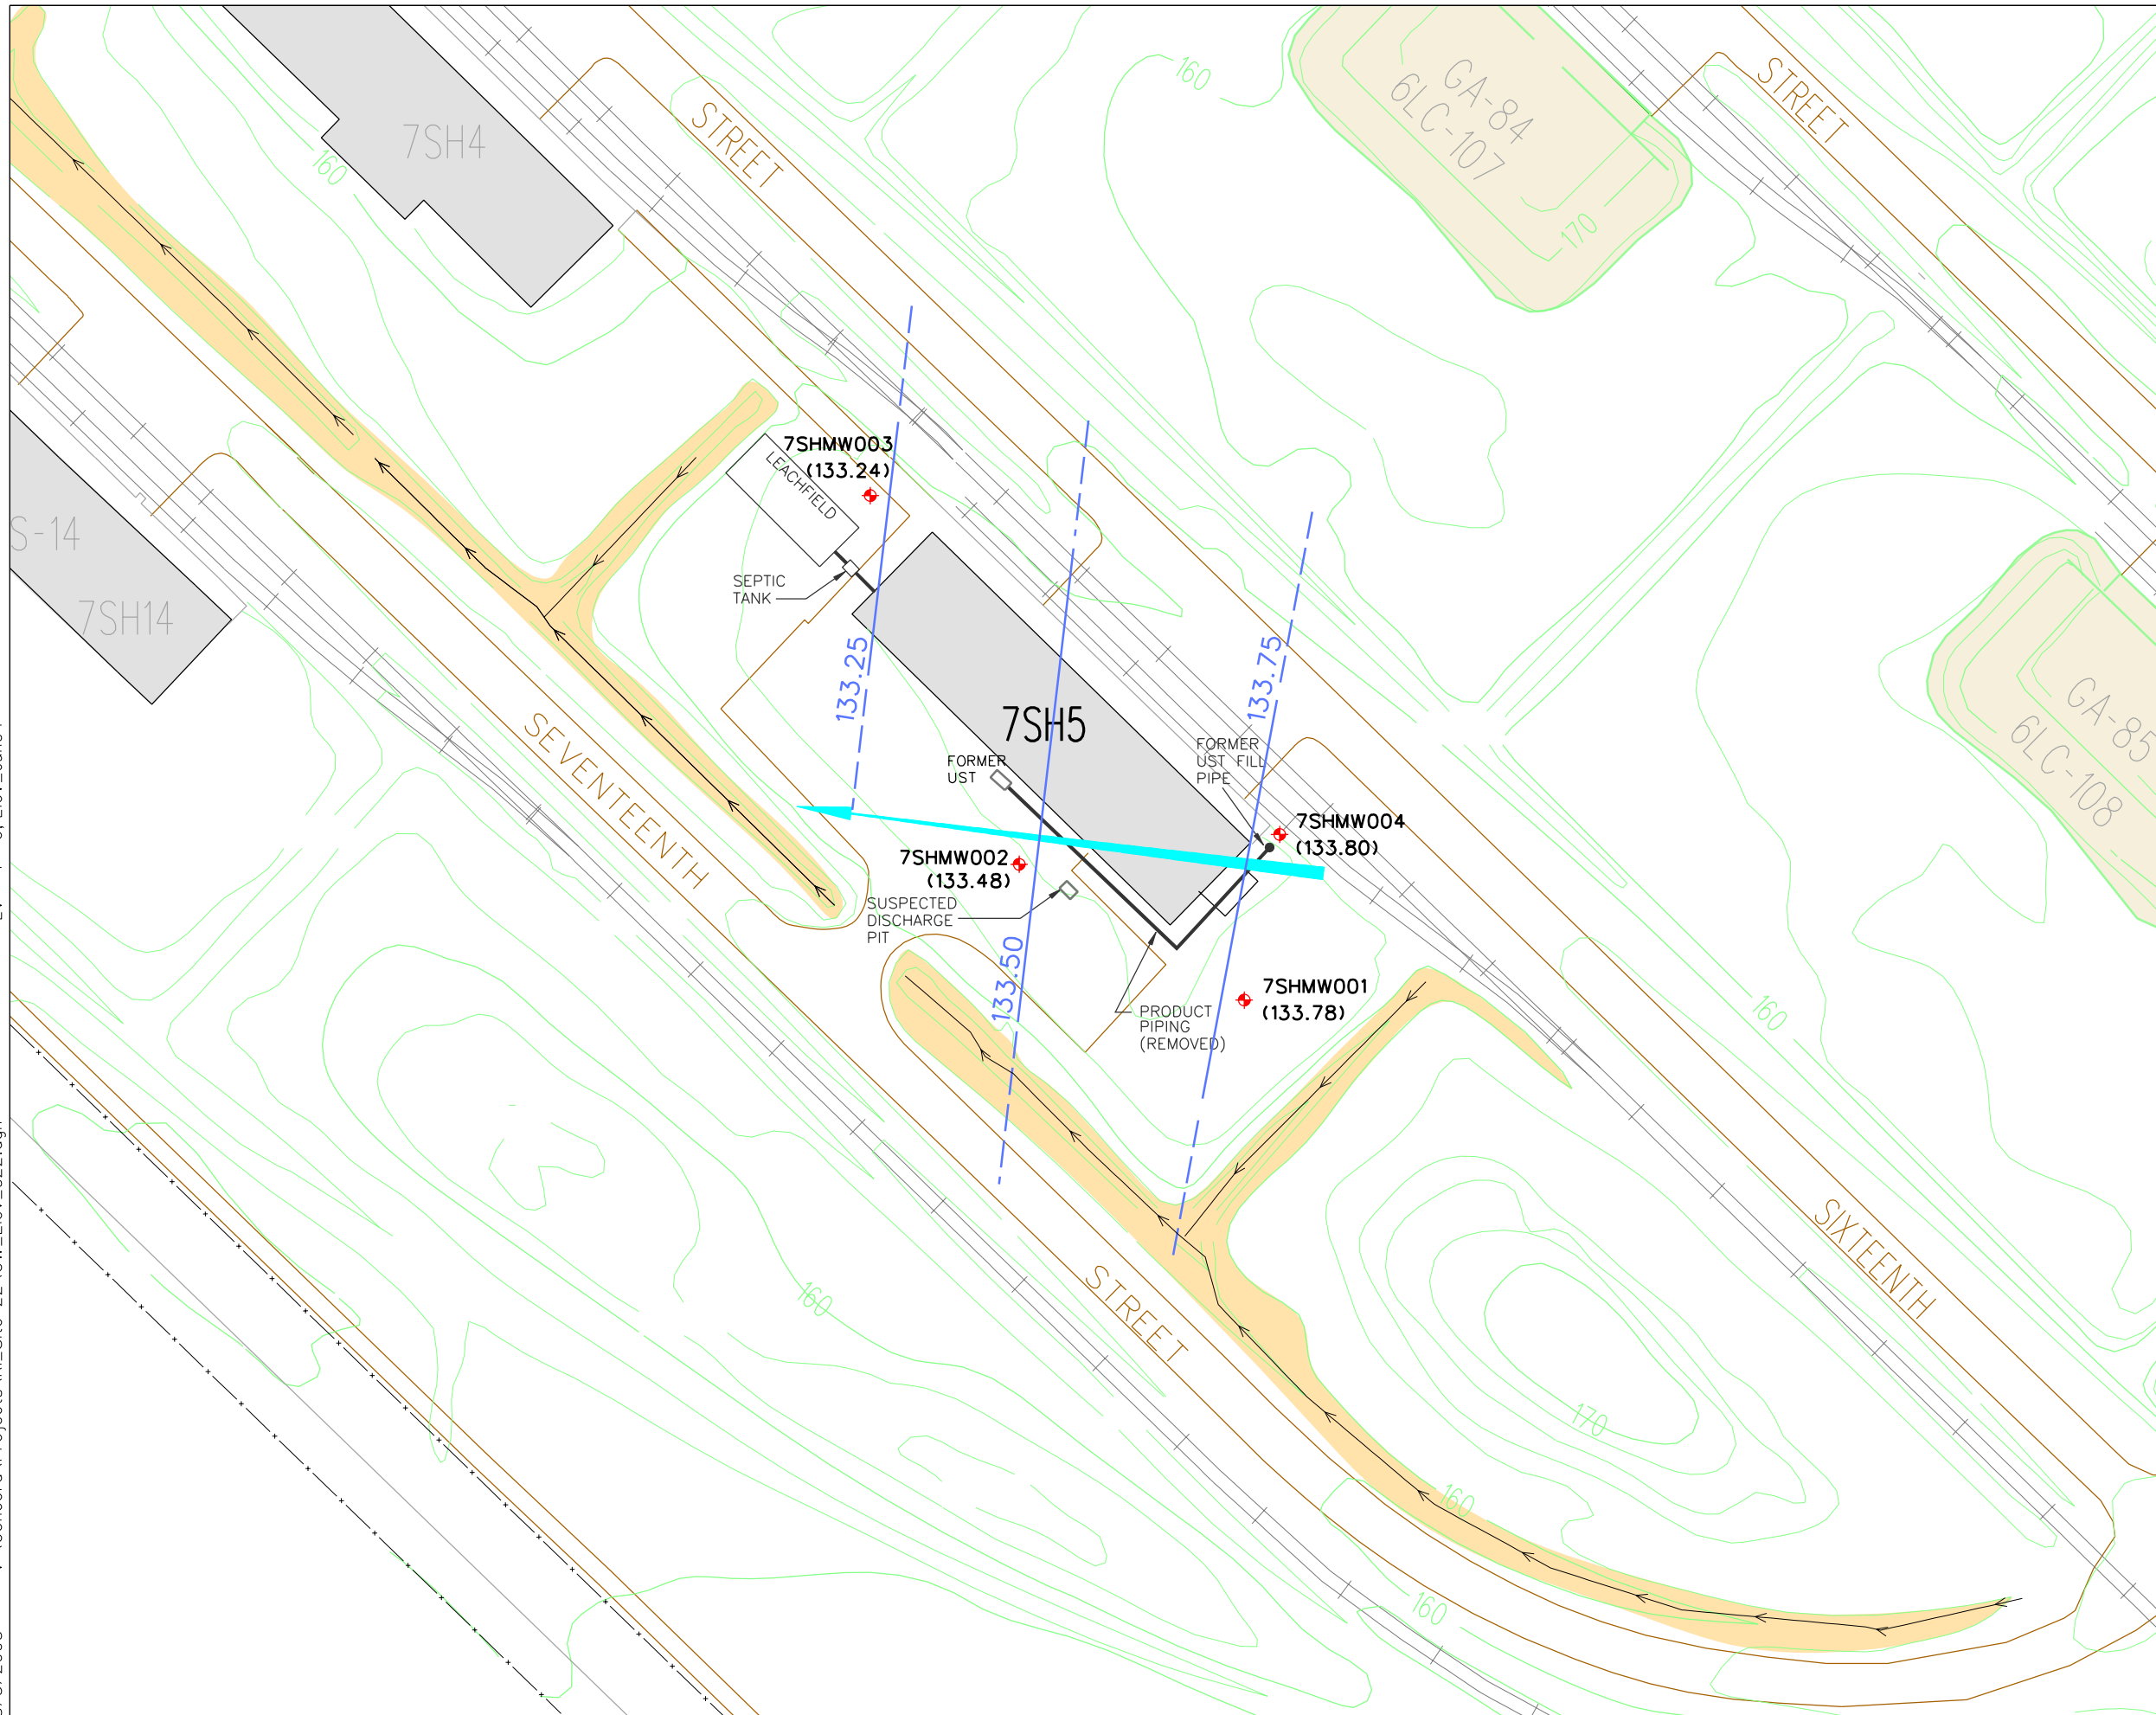 160
GA-84
6LC-107
170
STREET
STREET
7SH4
160
7SHMW003
(133.24)
LEACHFIELD
S-14
7SH14
SEPTIC
TANK
133.25
133.75
7SH5
SEVENTEENTH
FORMER
UST
FORMER
UST FILL
PIPE
GA-85
6LC-108
7SHMW004
(133.80)
7SHMW002
(133.48)
SUSPECTED
DISCHARGE
PIT
133.50
7SHMW001
(133.78)
PRODUCT
PIPING
(REMOVED)
160
SIXTEENTH
160
STREET
170
160
160